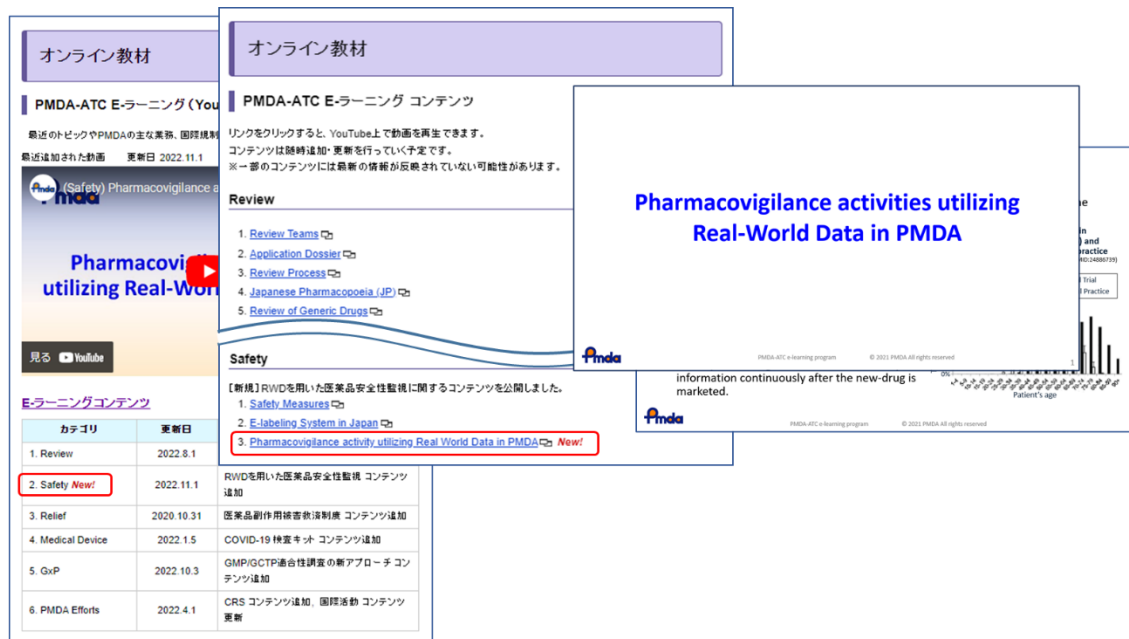 オンライン教材
PMDA-ATC E-ラーニング (You
最近のトピックやPMDAの主な業務、国際規制
最近追加された動画 更新日 2022.11.1
(Safety) Pharmacovigilance a
Pharmacovig
utilizing Real-Worl
見る YouTube
E-ラーニングコンテンツ
カテゴリ 更新日
1. Review 2022.8.1
2. Safety New! 2022.11.1 RWDを用いた医薬品安全性監視 コンテンツ
追加
3. Relief 2020.10.31 医薬品副作用被害救済制度 コンテンツ追加
4. Medical Device 2022.1.5 COVID-19 検査キット コンテンツ追加
5. GxP 2022.10.3 GMP/GCTP適合性調査の新アプローチ コン
テンツ追加
6. PMDA Efforts 2022.4.1 CRS コンテンツ追加, 国際活動 コンテンツ
更新
オンライン教材
PMDA-ATC E-ラーニング コンテンツ
リンクをクリックすると、YouTube上で動画を再生できます。
コンテンツは随時追加・更新を行っていく予定です。
※一部のコンテンツには最新の情報が反映されていない可能性があります。
Review
1. Review Teams
2. Application Dossier
3. Review Process
4. Japanese Pharmacopoeia (JP)
5. Review of Generic Drugs
Safety
【新規】RWDを用いた医薬品安全性監視に関するコンテンツを公開しました。
1. Safety Measures
2. E-labeling System in Japan
3. Pharmacovigilance activity utilizing Real World Data in PMDA New!
Pharmacovigilance activities utilizing
Real-World Data in PMDA
Pmda PMDA-ATC e-learning program © 2021 PMDA All rights reserved 1
ne
in
) and
ractice
MID:24886739)
l Trial
l Practice
0%
Patient's age
information continuously after the new-drug is
marketed.
Pmda PMDA-ATC e-learning program © 2021 PMDA All rights reserved